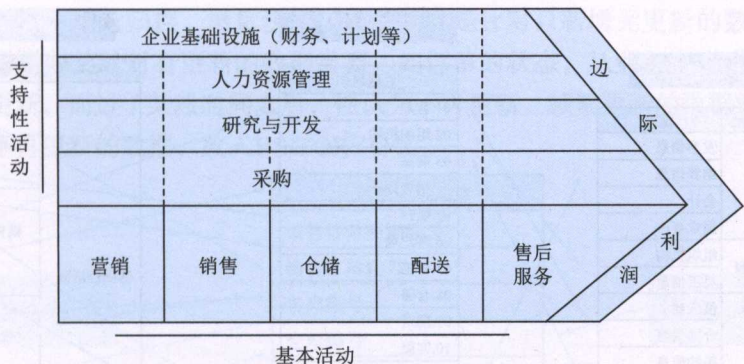 企业基础设施（财务、计划等）
人力资源管理
研究与开发
采购
支持性活动
边际
利润
营销
销售
仓储
配送
售后
服务
基本活动